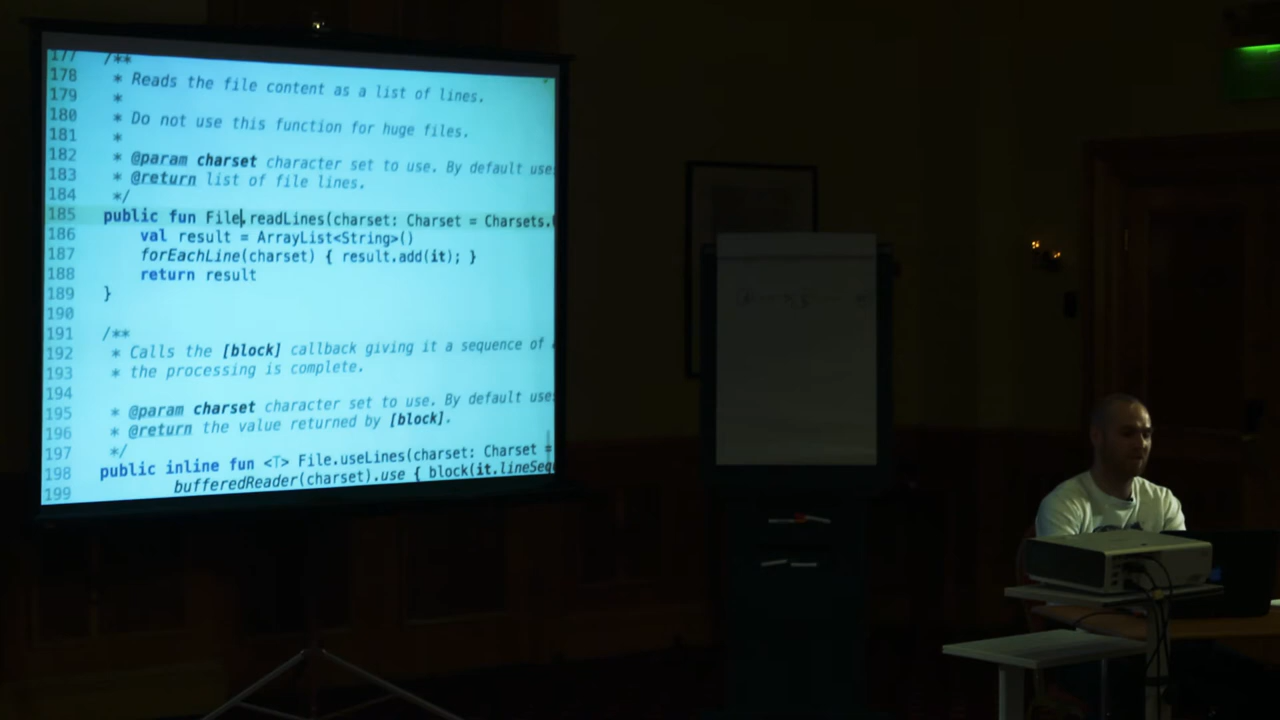 177 /**
178 * Reads the file content as a list of lines.
179 *
180 * Do not use this function for huge files.
181 *
182 * @param charset character set to use. By default use
183 * @return list of file lines.
184 */
185 public fun File.readLines(charset: Charset = Charsets.
186 val result = ArrayList<String>()
187 forEachLine(charset) { result.add(it); }
188 return result
189 }
190
191 /**
192 * Calls the [block] callback giving it a sequence of
193 * the processing is complete.
194
195 * @param charset character set to use. By default use
196 * @return the value returned by [block].
197 */
198 public inline fun <T> File.useLines(charset: Charset =
199 bufferedReader(charset).use { block(it.lineSeq